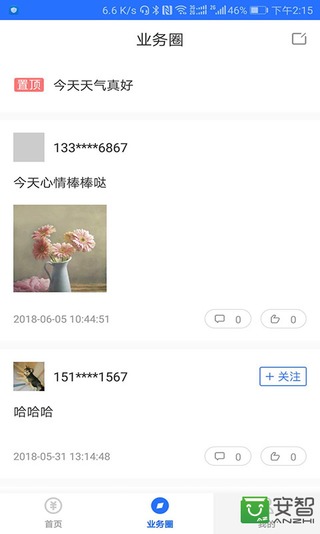 6.6 K/s 46% 下午2:15
业务圈
置顶 今天天气真好
133****6867
今天心情棒棒哒
2018-06-05 10:44:51 0 0
151****1567 + 关注
哈哈哈
2018-05-31 13:14:48 0 0
安智
ANZHI
首页 业务圈 我的